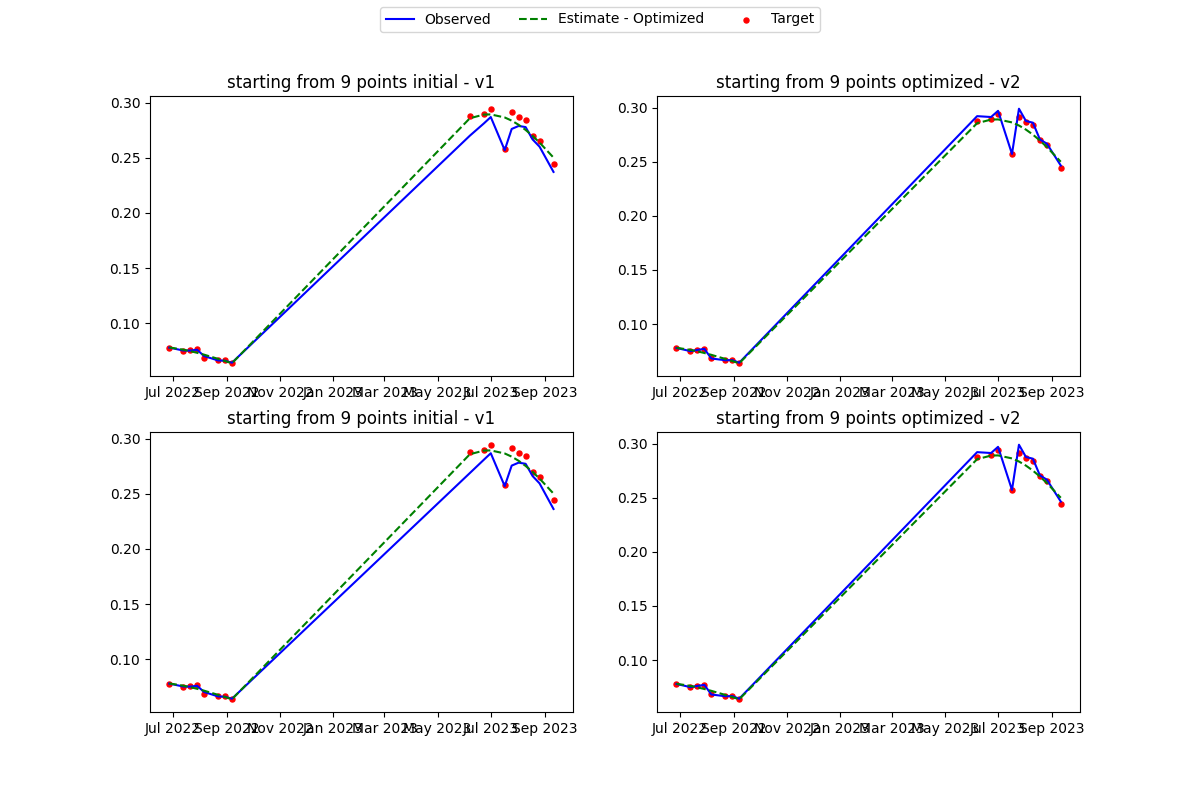 Observed Estimate - Optimized Target
starting from 9 points initial - v1
starting from 9 points optimized - v2
0.30
0.25
0.20
0.15
0.10
Jul 2022 Sep 2022 Nov 2022 Jan 2023 Mar 2023 May 2023 Jul 2023 Sep 2023
0.30
0.25
0.20
0.15
0.10
Jul 2022 Sep 2022 Nov 2022 Jan 2023 Mar 2023 May 2023 Jul 2023 Sep 2023
starting from 9 points initial - v1
starting from 9 points optimized - v2
0.30
0.25
0.20
0.15
0.10
Jul 2022 Sep 2022 Nov 2022 Jan 2023 Mar 2023 May 2023 Jul 2023 Sep 2023
0.30
0.25
0.20
0.15
0.10
Jul 2022 Sep 2022 Nov 2022 Jan 2023 Mar 2023 May 2023 Jul 2023 Sep 2023